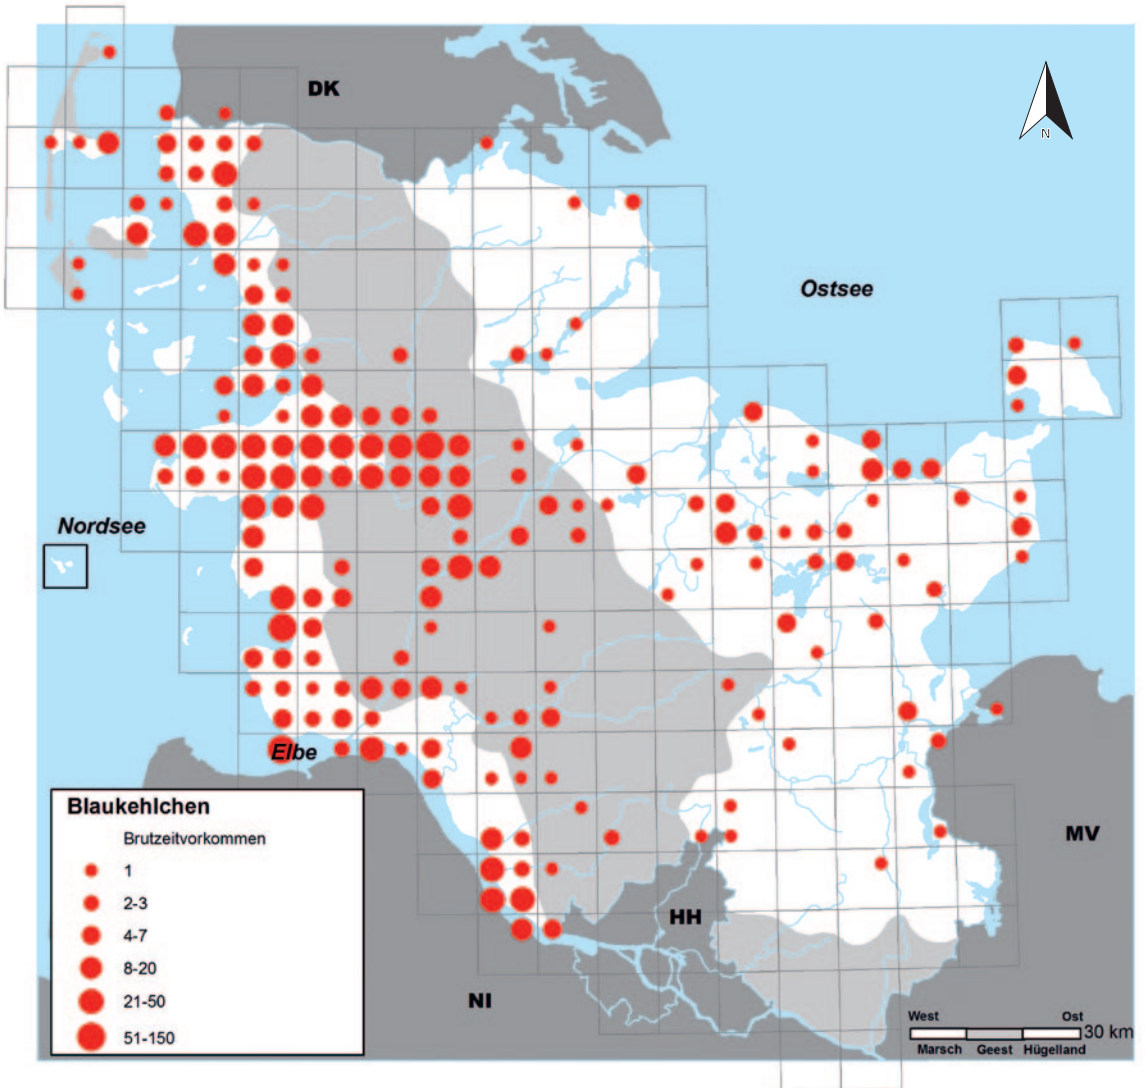 DK
N
Ostsee
Nordsee
Elbe
Blaukehlchen
Brutzeitvorkommen
1
2-3
4-7
8-20
21-50
51-150
MV
HH
NI
West Ost
30 km
Marsch Geest Hügelland